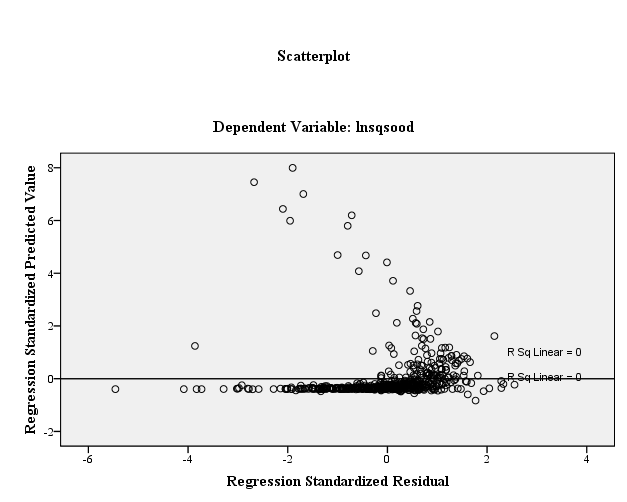 Scatterplot
Dependent Variable: lnsqsood
Regression Standardized Predicted Value
8
6
4
2
0
-2
R Sq Linear = 0
R Sq Linear = 0
-6
-4
-2
0
2
4
Regression Standardized Residual